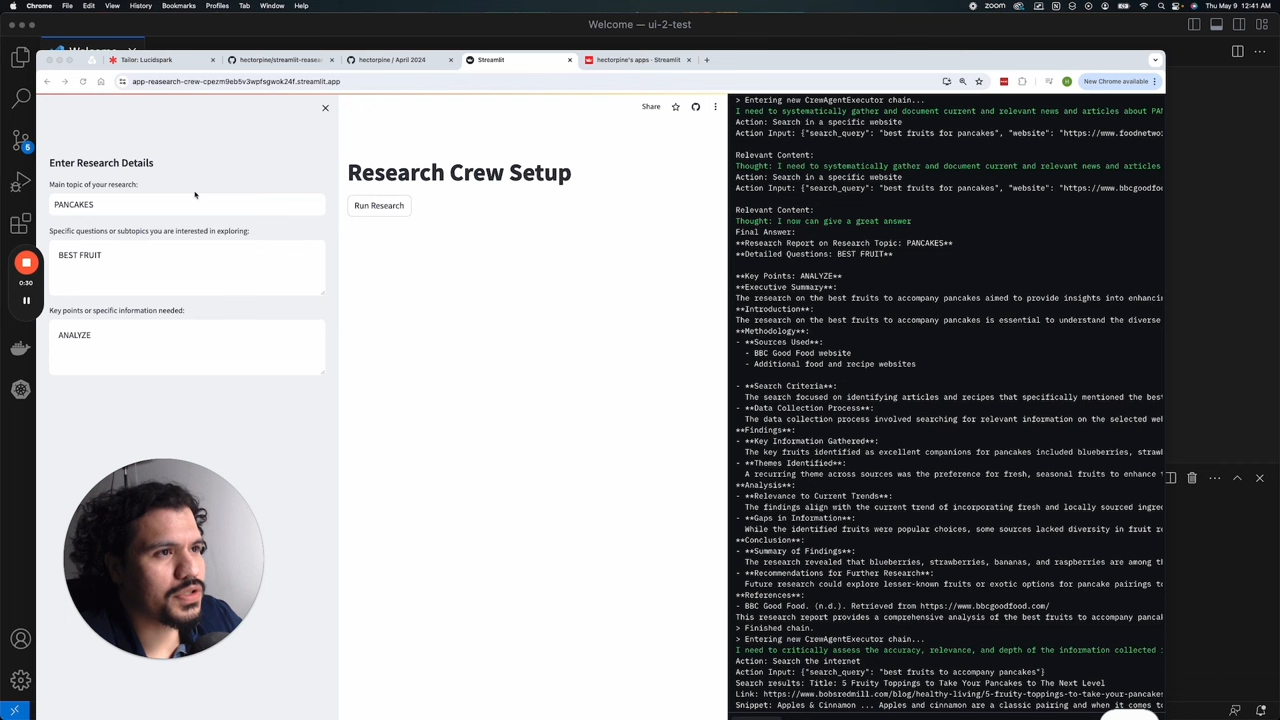 Chrome File Edit View History Bookmarks Profiles Tab Window Help
zoom
Thu May 9 12:41 AM
Welcome — ui-2-test
Tailor: Lucidspark
hectorpine/streamlit-resea
hectorpine / April 2024
Streamlit
hectorpine's apps · Streamlit
app-reasearch-crew-cpezm9eb5v3wpfsgwok24f.streamlit.app
H
New Chrome available
Share
5
0:30
Enter Research Details
Main topic of your research:
PANCAKES
Specific questions or subtopics you are interested in exploring:
BEST FRUIT
Key points or specific information needed:
ANALYZE
Research Crew Setup
Run Research
> Entering new CrewAgentExecutor chain...
I need to systematically gather and document current and relevant news and articles about PAN
Action: Search in a specific website
Action Input: {"search_query": "best fruits for pancakes", "website": "https://www.foodnetwo
Relevant Content:
Thought: I need to systematically gather and document current and relevant news and articles
Action: Search in a specific website
Action Input: {"search_query": "best fruits for pancakes", "website": "https://www.bbcgoodfoo
Relevant Content:
Thought: I now can give a great answer
Final Answer:
**Research Report on Research Topic: PANCAKES**
**Detailed Questions: BEST FRUIT**
**Key Points: ANALYZE**
**Executive Summary:**
The research on the best fruits to accompany pancakes aimed to provide insights into enhancin
**Introduction:**
The research on the best fruits to accompany pancakes is essential to understand the diverse
**Methodology:**
- **Sources Used:**
- BBC Good Food website
- Additional food and recipe websites
- **Search Criteria:**
The search focused on identifying articles and recipes that specifically mentioned the best
- **Data Collection Process:**
The data collection process involved searching for relevant information on the selected web
**Findings:**
- **Key Information Gathered:**
The key fruits identified as excellent companions for pancakes included blueberries, strawb
- **Themes Identified:**
A recurring theme across sources was the preference for fresh, seasonal fruits to enhance
**Analysis:**
- **Relevance to Current Trends:**
The findings align with the current trend of incorporating fresh and locally sourced ingre
- **Gaps in Information:**
While the identified fruits were popular choices, some sources lacked diversity in fruit re
**Conclusion:**
- **Summary of Findings:**
The research revealed that blueberries, strawberries, bananas, and raspberries are among th
- **Recommendations for Further Research:**
Future research could explore lesser-known fruits or exotic options for pancake pairings to
**References:**
- BBC Good Food. (n.d.). Retrieved from https://www.bbcgoodfood.com/
This research report provides a comprehensive analysis of the best fruits to accompany pancak
> Finished chain.
> Entering new CrewAgentExecutor chain...
I need to critically assess the accuracy, relevance, and depth of the information collected
Action: Search the internet
Action Input: {"search_query": "best fruits to accompany pancakes"}
Search results: Title: 5 Fruity Toppings to Take Your Pancakes to The Next Level
Link: https://www.bobsredmill.com/blog/healthy-living/5-fruity-toppings-to-take-your-pancakes
Snippet: Apples & Cinnamon ... Apples and cinnamon are a classic pairing and when it comes to